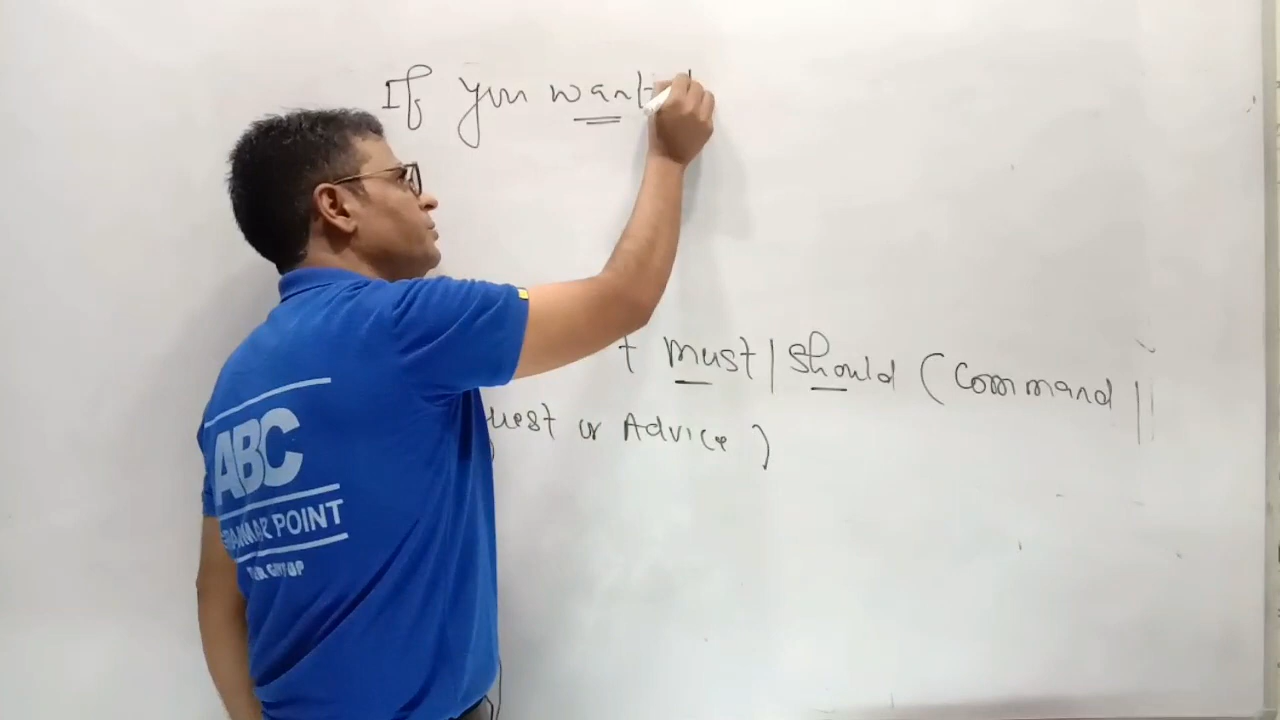 If you want
+ must / should ( Command /
uest or Advice )
ABC
GRAMMAR POINT